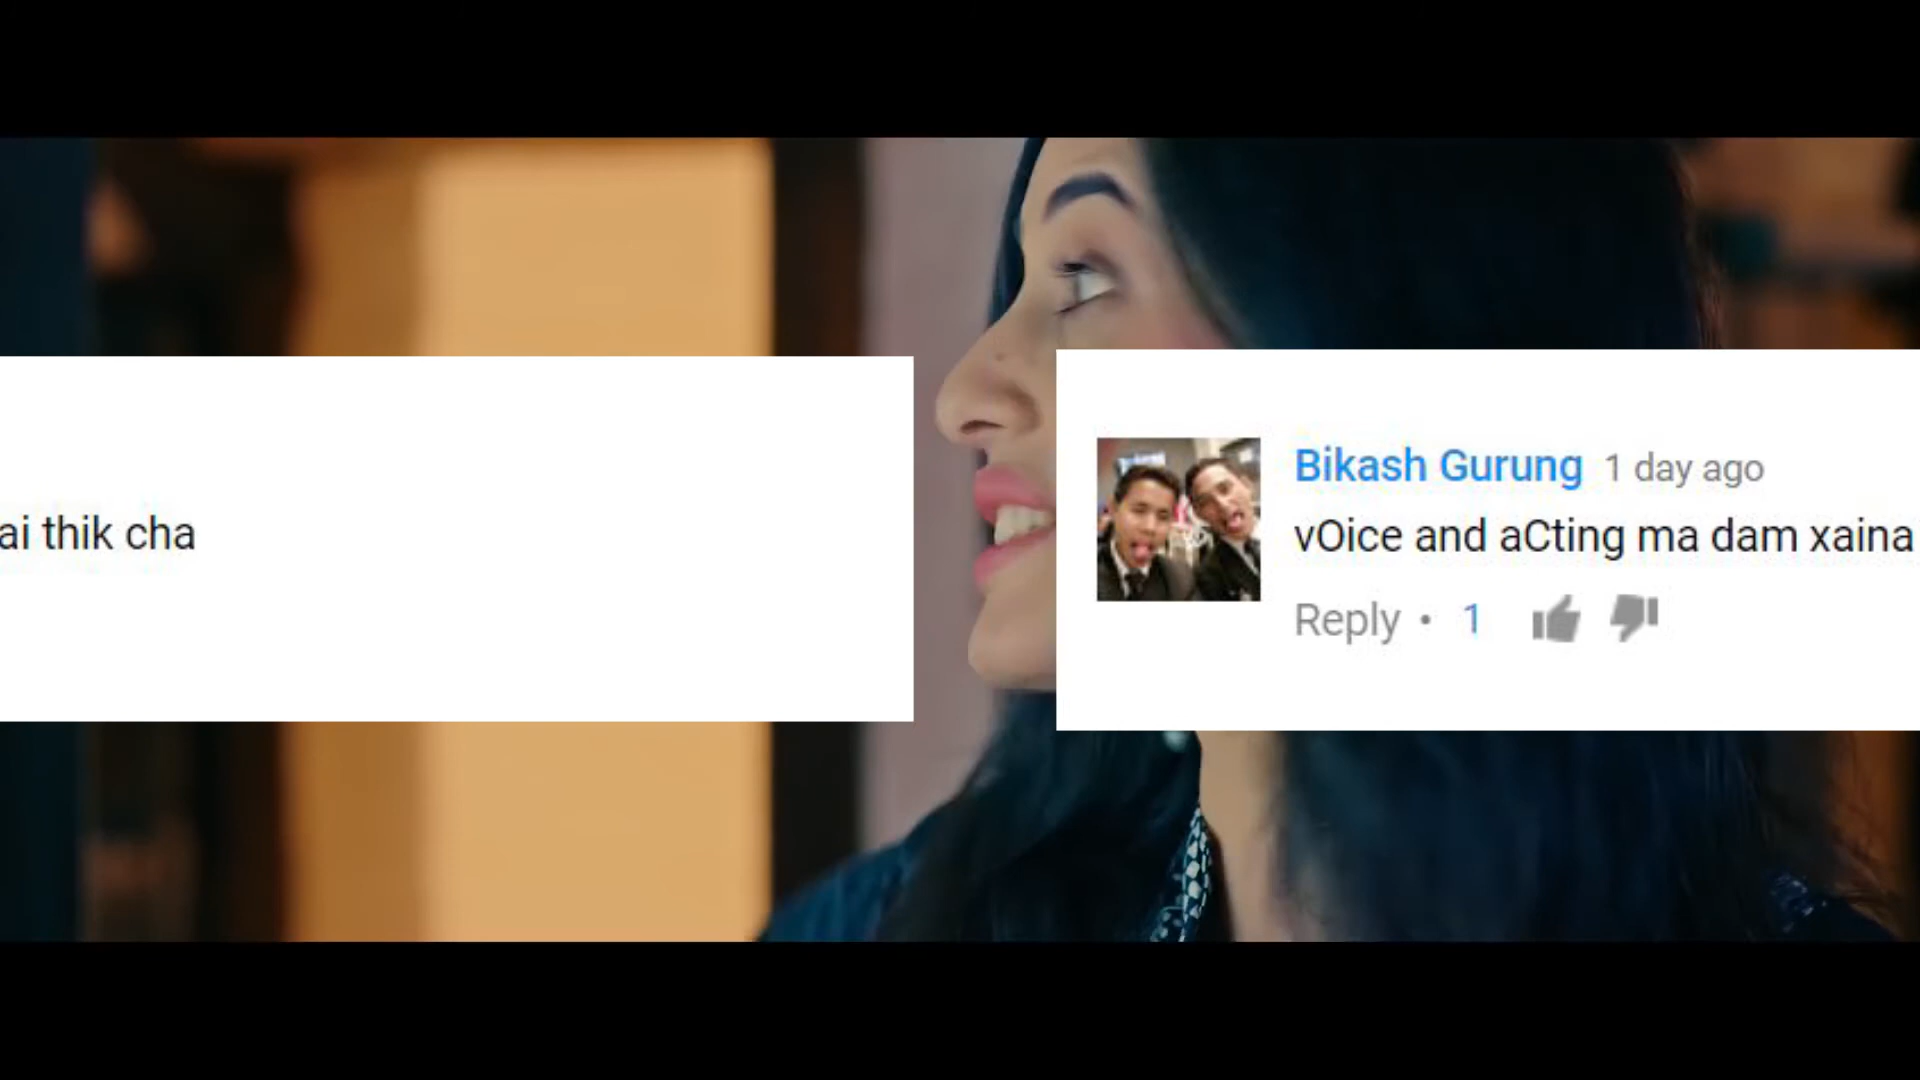 ai thik cha
Bikash Gurung 1 day ago
vOice and aCting ma dam xaina
Reply • 1